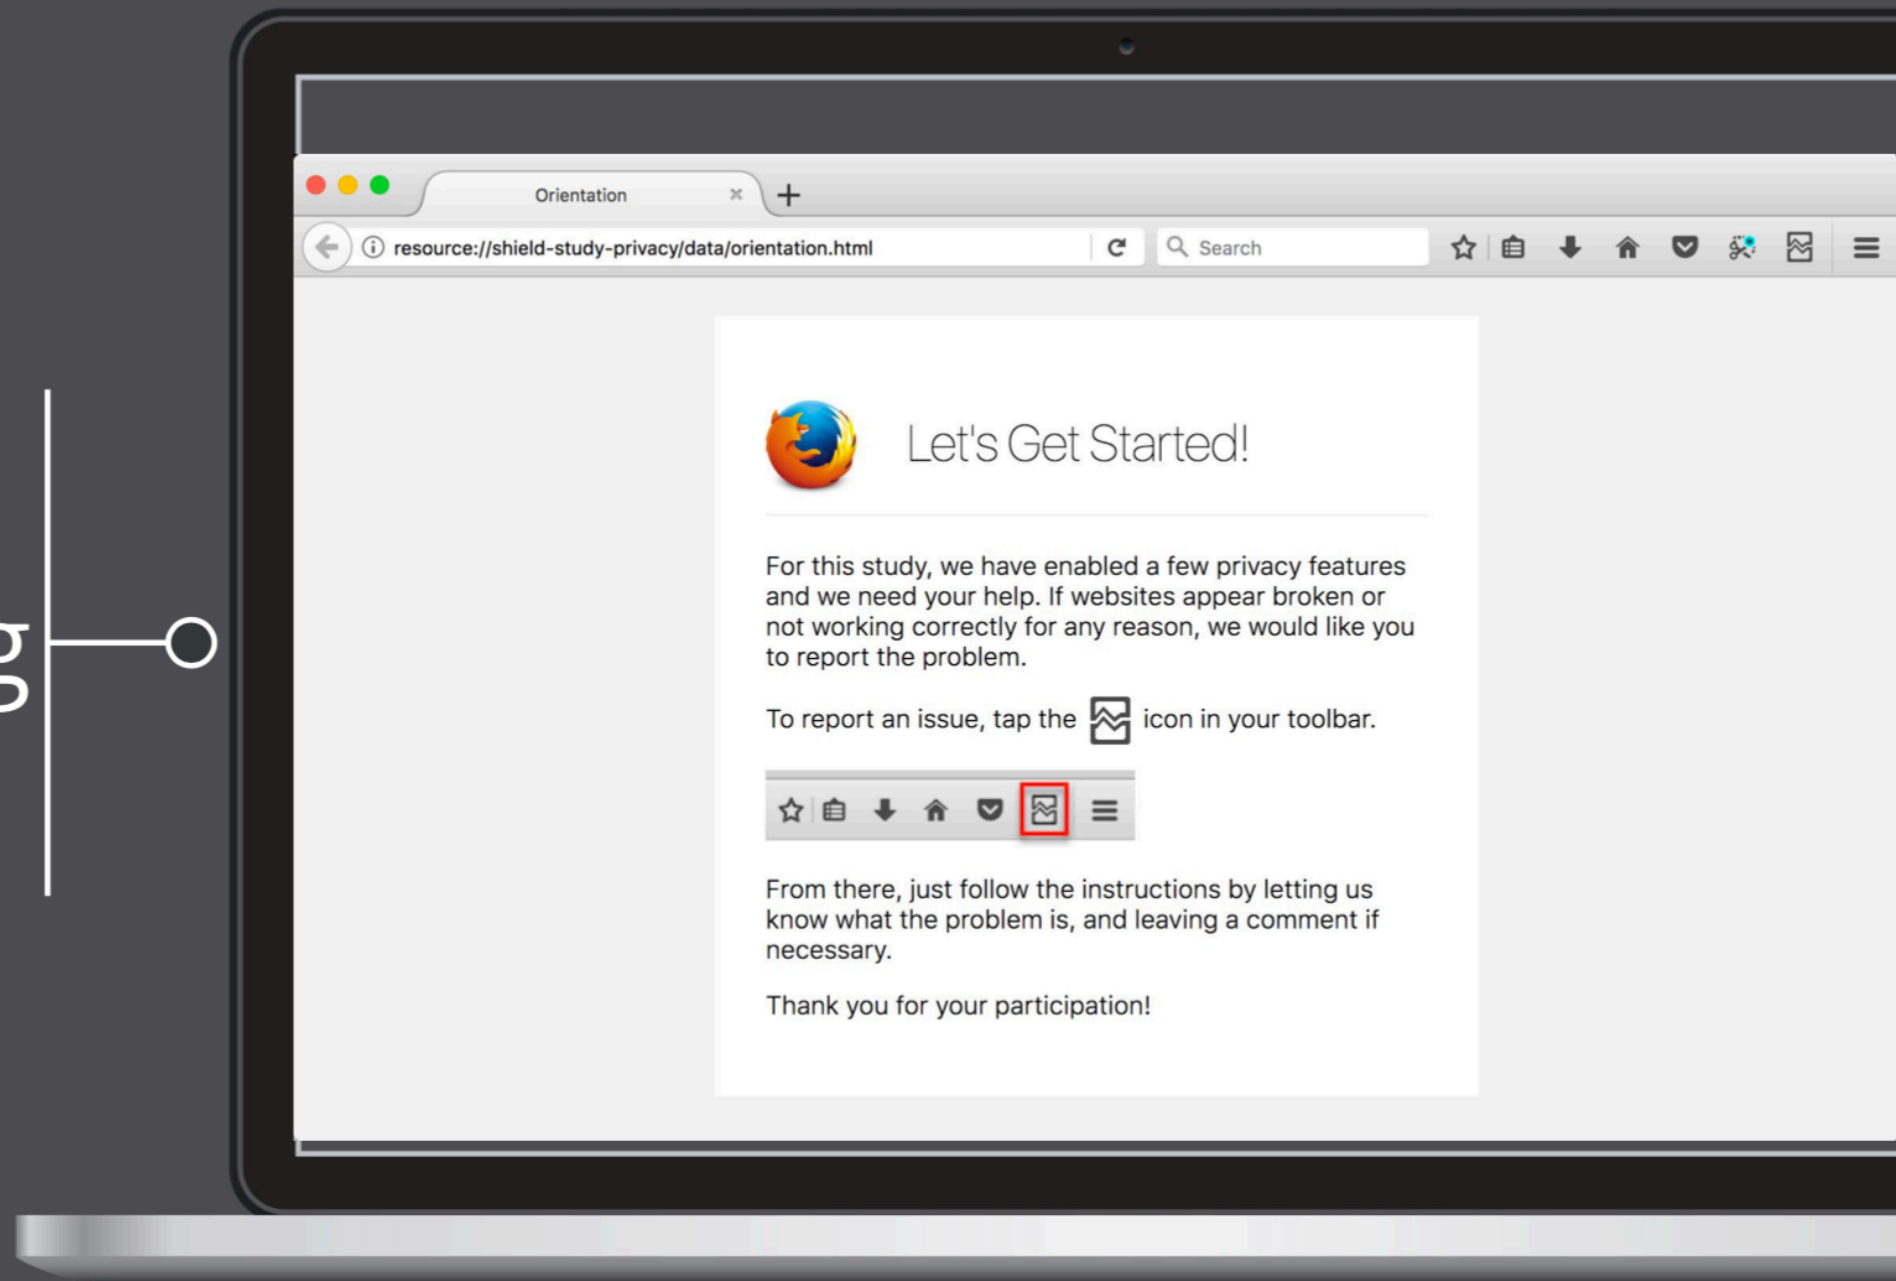 Orientation
resource://shield-study-privacy/data/orientation.html
Search
g
Let's Get Started!
For this study, we have enabled a few privacy features
and we need your help. If websites appear broken or
not working correctly for any reason, we would like you
to report the problem.
To report an issue, tap the icon in your toolbar.
From there, just follow the instructions by letting us
know what the problem is, and leaving a comment if
necessary.
Thank you for your participation!